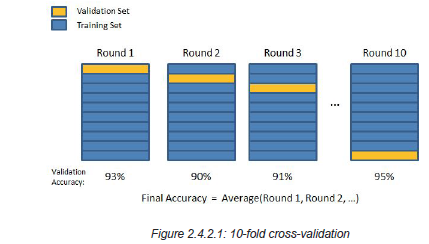 Validation Set
Training Set
Round 1 Round 2 Round 3 Round 10
...
Validation
Accuracy: 93% 90% 91% 95%
Final Accuracy = Average(Round 1, Round 2, ...)
Figure 2.4.2.1: 10-fold cross-validation